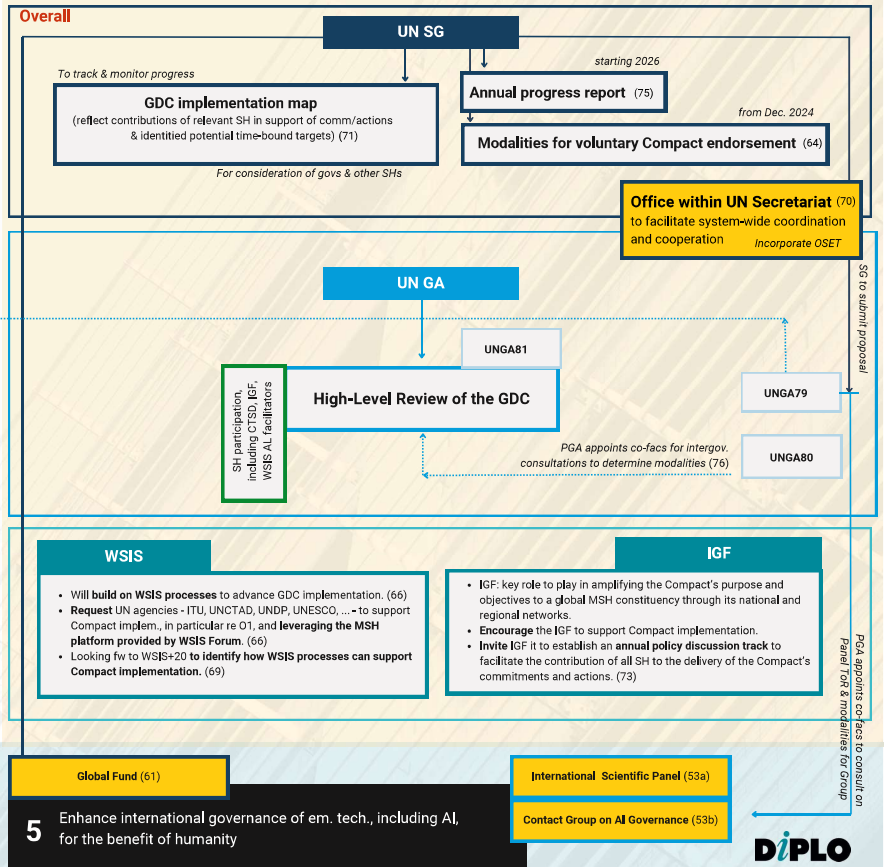 Overall
UN SG
To track & monitor progress
GDC implementation map
(reflect contributions of relevant SH in support of comm/actions
& identitied potential time-bound targets) (71)
For consideration of govs & other SHs
starting 2026
Annual progress report (75)
from Dec. 2024
Modalities for voluntary Compact endorsement (64)
Office within UN Secretariat (70)
to facilitate system-wide coordination
and cooperation Incorporate OSET
SG to submit proposal
UN GA
UNGA81
High-Level Review of the GDC
SH participation,
including CTSD, IGF,
WSIS AL facilitators
UNGA79
PGA appoints co-facs for intergov.
consultations to determine modalities (76)
UNGA80
WSIS
• Will build on WSIS processes to advance GDC implementation. (66)
• Request UN agencies - ITU, UNCTAD, UNDP, UNESCO, ... - to support
Compact implem., in particular re O1, and leveraging the MSH
platform provided by WSIS Forum. (66)
• Looking fw to WSIS+20 to identify how WSIS processes can support
Compact implementation. (69)
IGF
• IGF: key role to play in amplifying the Compact's purpose and
objectives to a global MSH constituency through its national and
regional networks.
• Encourage the IGF to support Compact implementation.
• Invite IGF it to establish an annual policy discussion track to
facilitate the contribution of all SH to the delivery of the Compact's
commitments and actions. (73)
PGA appoints co-facs to consult on
Panel ToR & modalities for Group
Global Fund (61)
International Scientific Panel (53a)
Contact Group on AI Governance (53b)
5 Enhance international governance of em. tech., including AI,
for the benefit of humanity
DiPLO